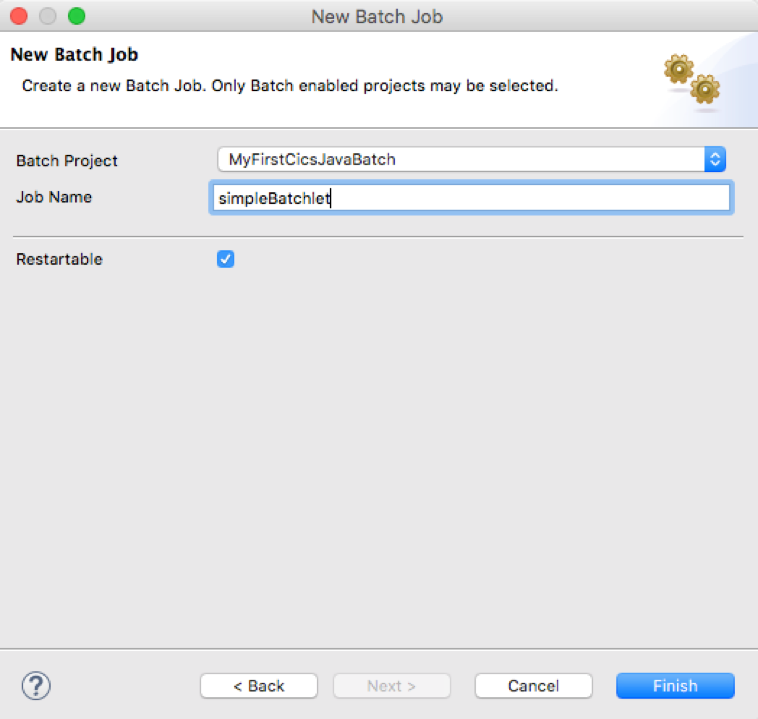 New Batch Job
New Batch Job
Create a new Batch Job. Only Batch enabled projects may be selected.
Batch Project MyFirstCicsJavaBatch
Job Name simpleBatchlet
Restartable
? < Back Next > Cancel Finish